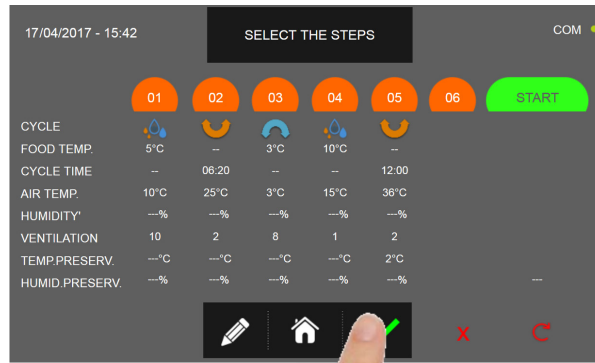 17/04/2017 - 15:42 SELECT THE STEPS COM
01 02 03 04 05 06 START
CYCLE
FOOD TEMP. 5°C -- 3°C 10°C --
CYCLE TIME -- 06:20 -- -- 12:00
AIR TEMP. 10°C 25°C 3°C 15°C 36°C
HUMIDITY' ---% ---% ---% ---% ---%
VENTILATION 10 2 8 1 2
TEMP.PRESERV. ---°C ---°C ---°C ---°C 2°C
HUMID.PRESERV. ---% ---% ---% ---% ---% ---
X